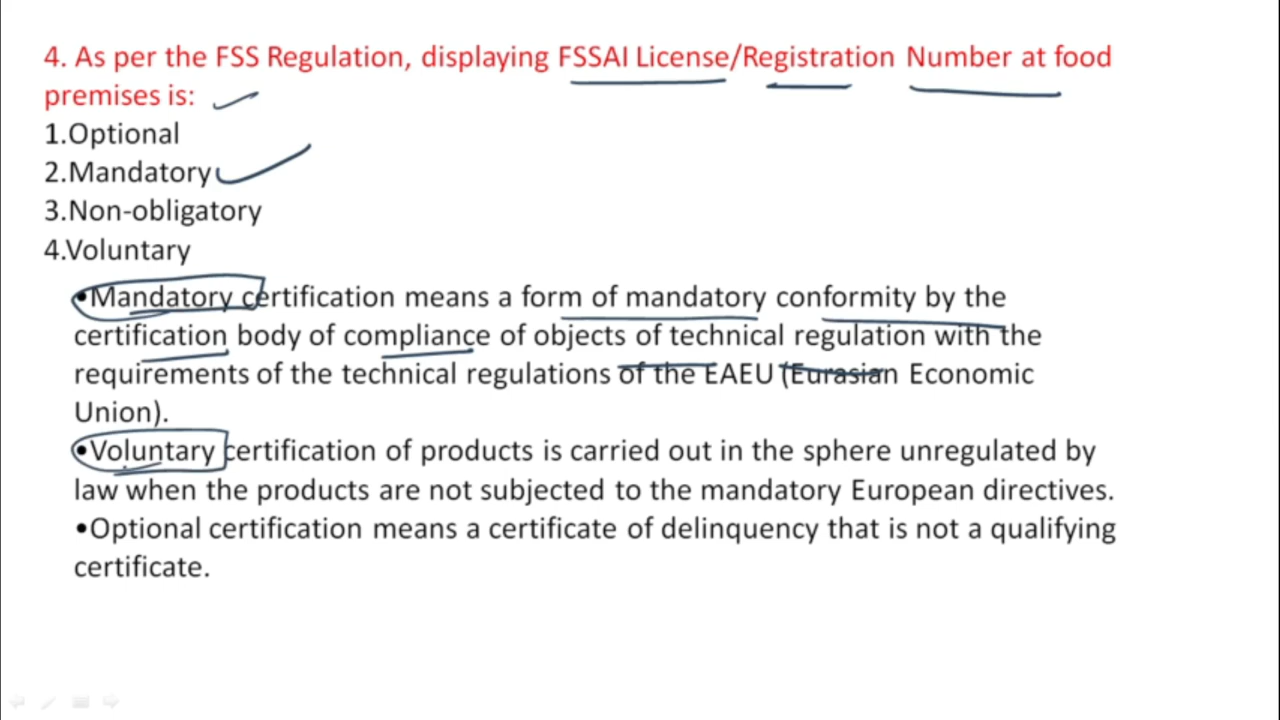 4. As per the FSS Regulation, displaying FSSAI License/Registration Number at food
premises is:
1.Optional
2.Mandatory
3.Non-obligatory
4.Voluntary
•Mandatory certification means a form of mandatory conformity by the
certification body of compliance of objects of technical regulation with the
requirements of the technical regulations of the EAEU (Eurasian Economic
Union).
•Voluntary certification of products is carried out in the sphere unregulated by
law when the products are not subjected to the mandatory European directives.
•Optional certification means a certificate of delinquency that is not a qualifying
certificate.